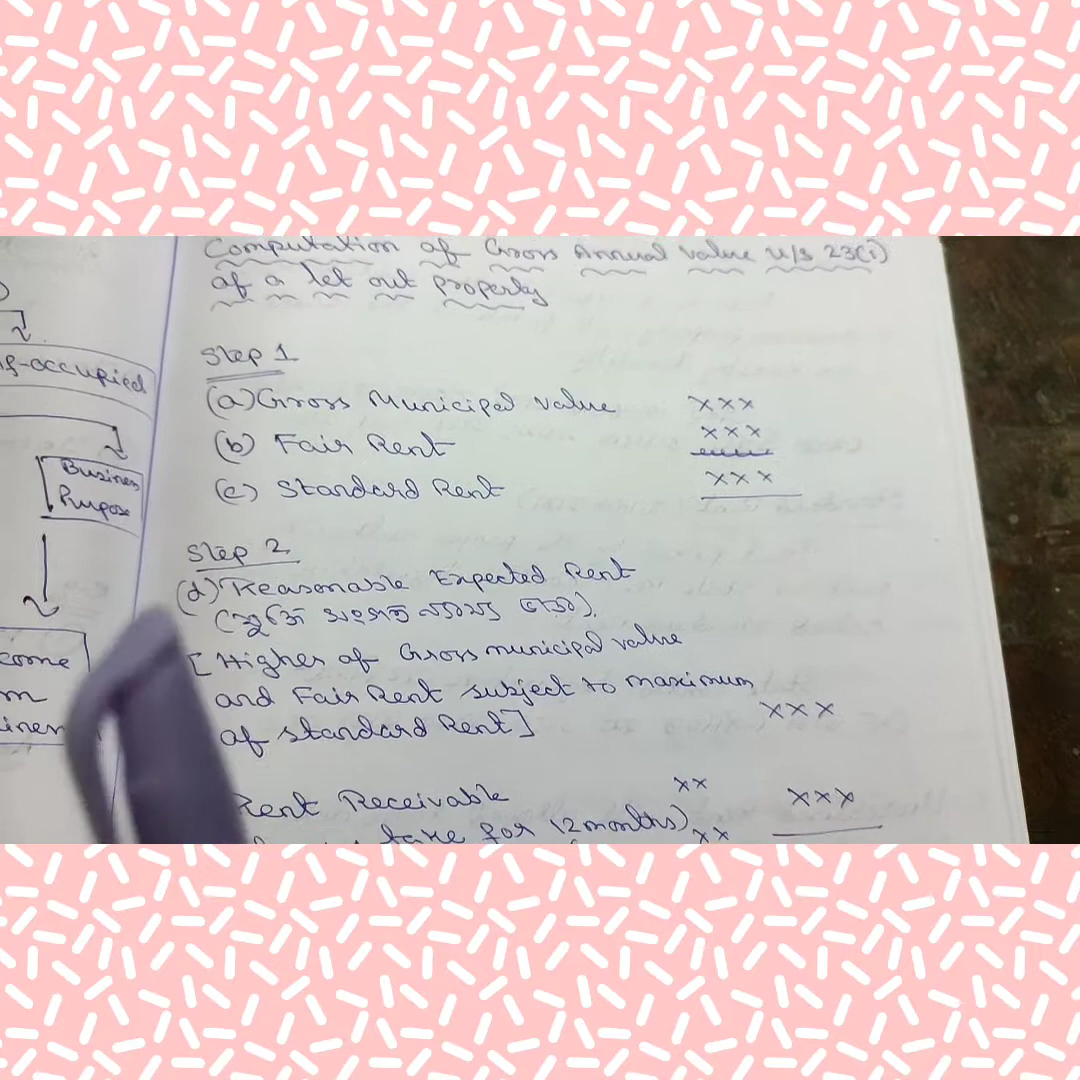 Computation of Gross Annual value u/s 23(i)
of a let out property
Step 1
(a) Gross Municipal value xxx
(b) Fair Rent xxx
(c) Standard Rent xxx
Step 2
(d) Reasonable Expected Rent
[Higher of Gross municipal value
and Fair Rent subject to maximum
of standard Rent] xxx
Rent Receivable xx xxx
take for 12 months) xx
occupied
Business
Purpose